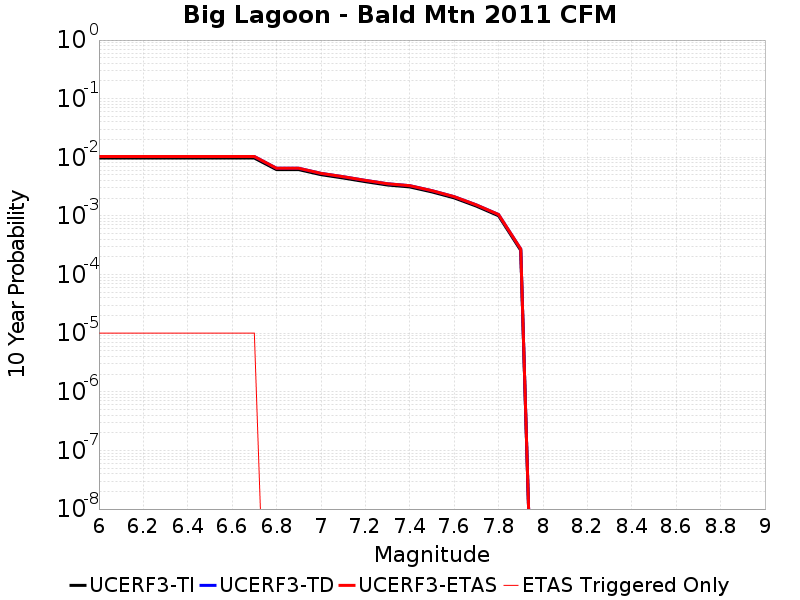 Big Lagoon - Bald Mtn 2011 CFM
10 Year Probability
10^0
10^-1
10^-2
10^-3
10^-4
10^-5
10^-6
10^-7
10^-8
6 6.2 6.4 6.6 6.8 7 7.2 7.4 7.6 7.8 8 8.2 8.4 8.6 8.8 9
Magnitude
UCERF3-TI UCERF3-TD UCERF3-ETAS ETAS Triggered Only